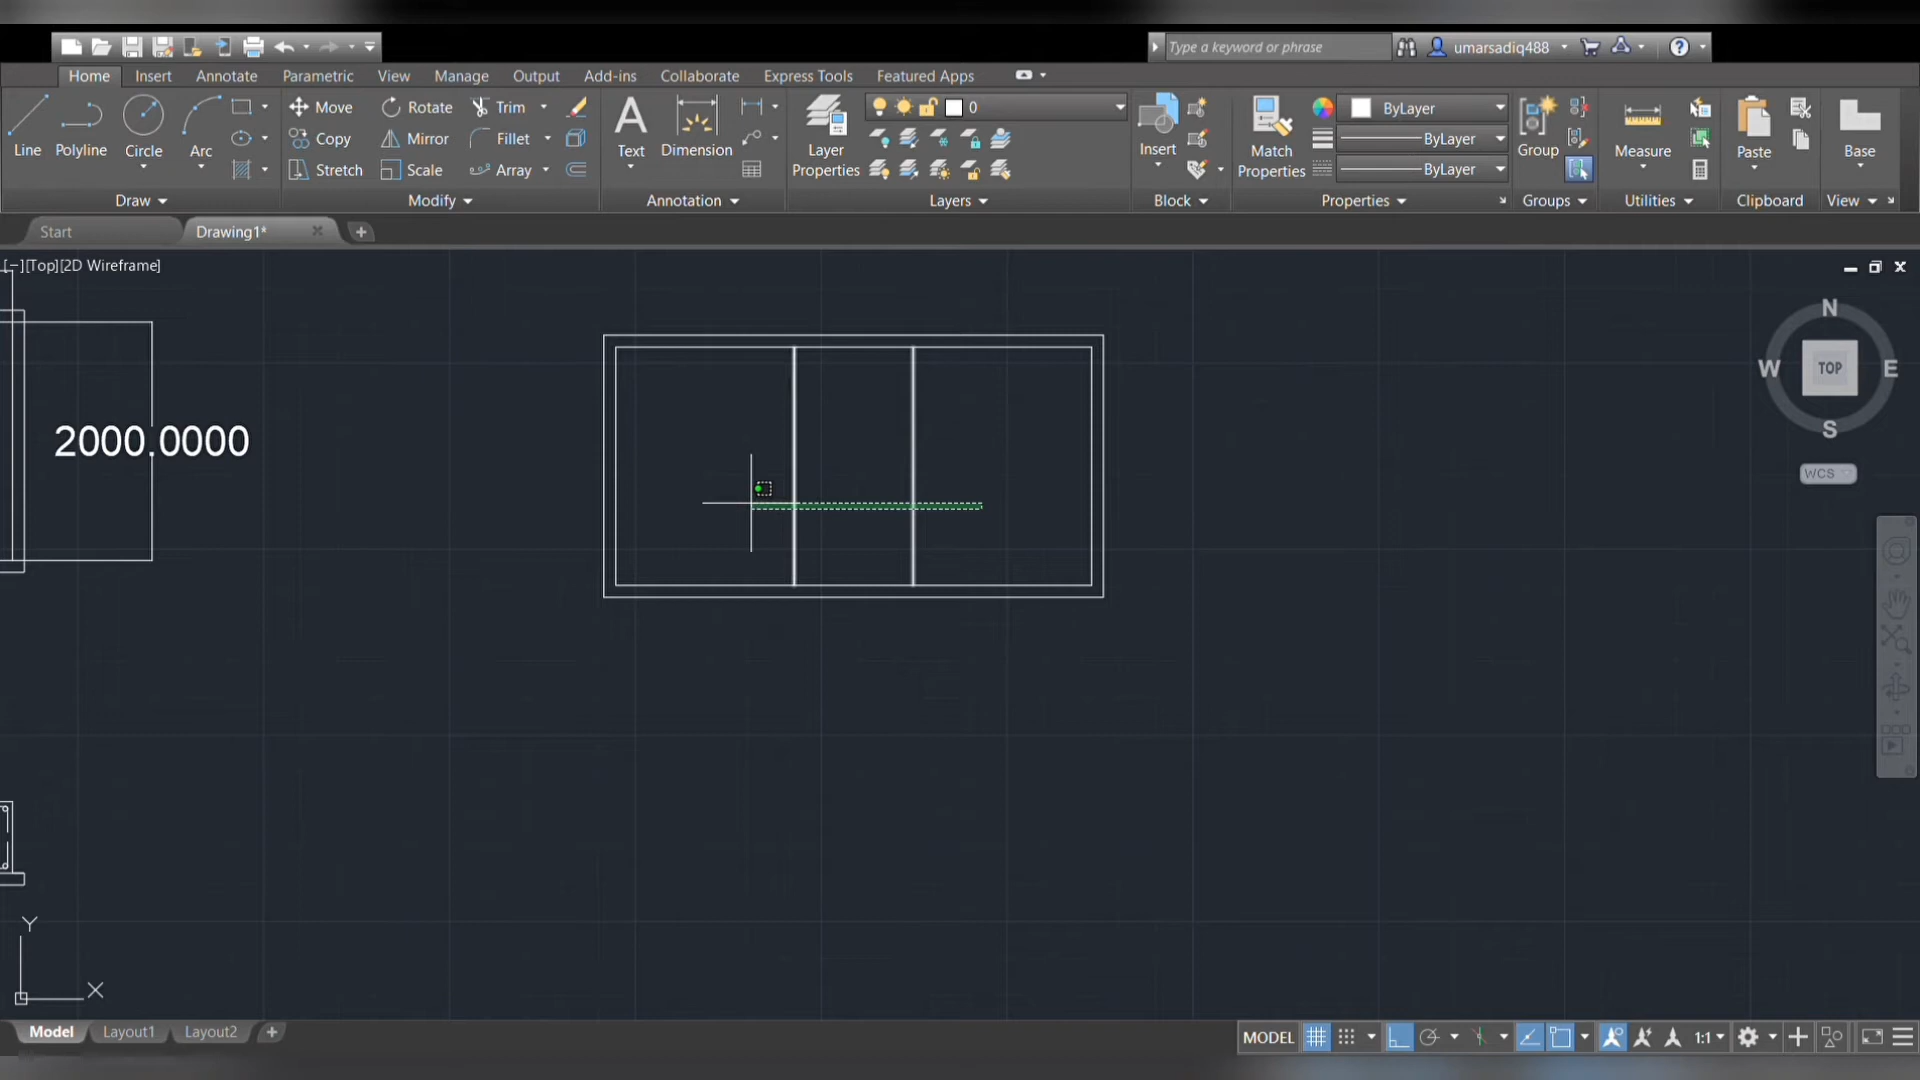 Type a keyword or phrase
umarsadiq488
Home Insert Annotate Parametric View Manage Output Add-ins Collaborate Express Tools Featured Apps
Move Rotate Trim
0
ByLayer
Copy Mirror Fillet
ByLayer
Line Polyline Circle Arc
Text Dimension
Layer Properties
Insert
Match Properties
Group
Measure
Paste
Base
Stretch Scale Array
ByLayer
Draw Modify Annotation Layers Block Properties Groups Utilities Clipboard View
Start Drawing1*
[−][Top][2D Wireframe]
N
W TOP E
S
WCS
2000.0000
Y
X
Model Layout1 Layout2
MODEL 1:1